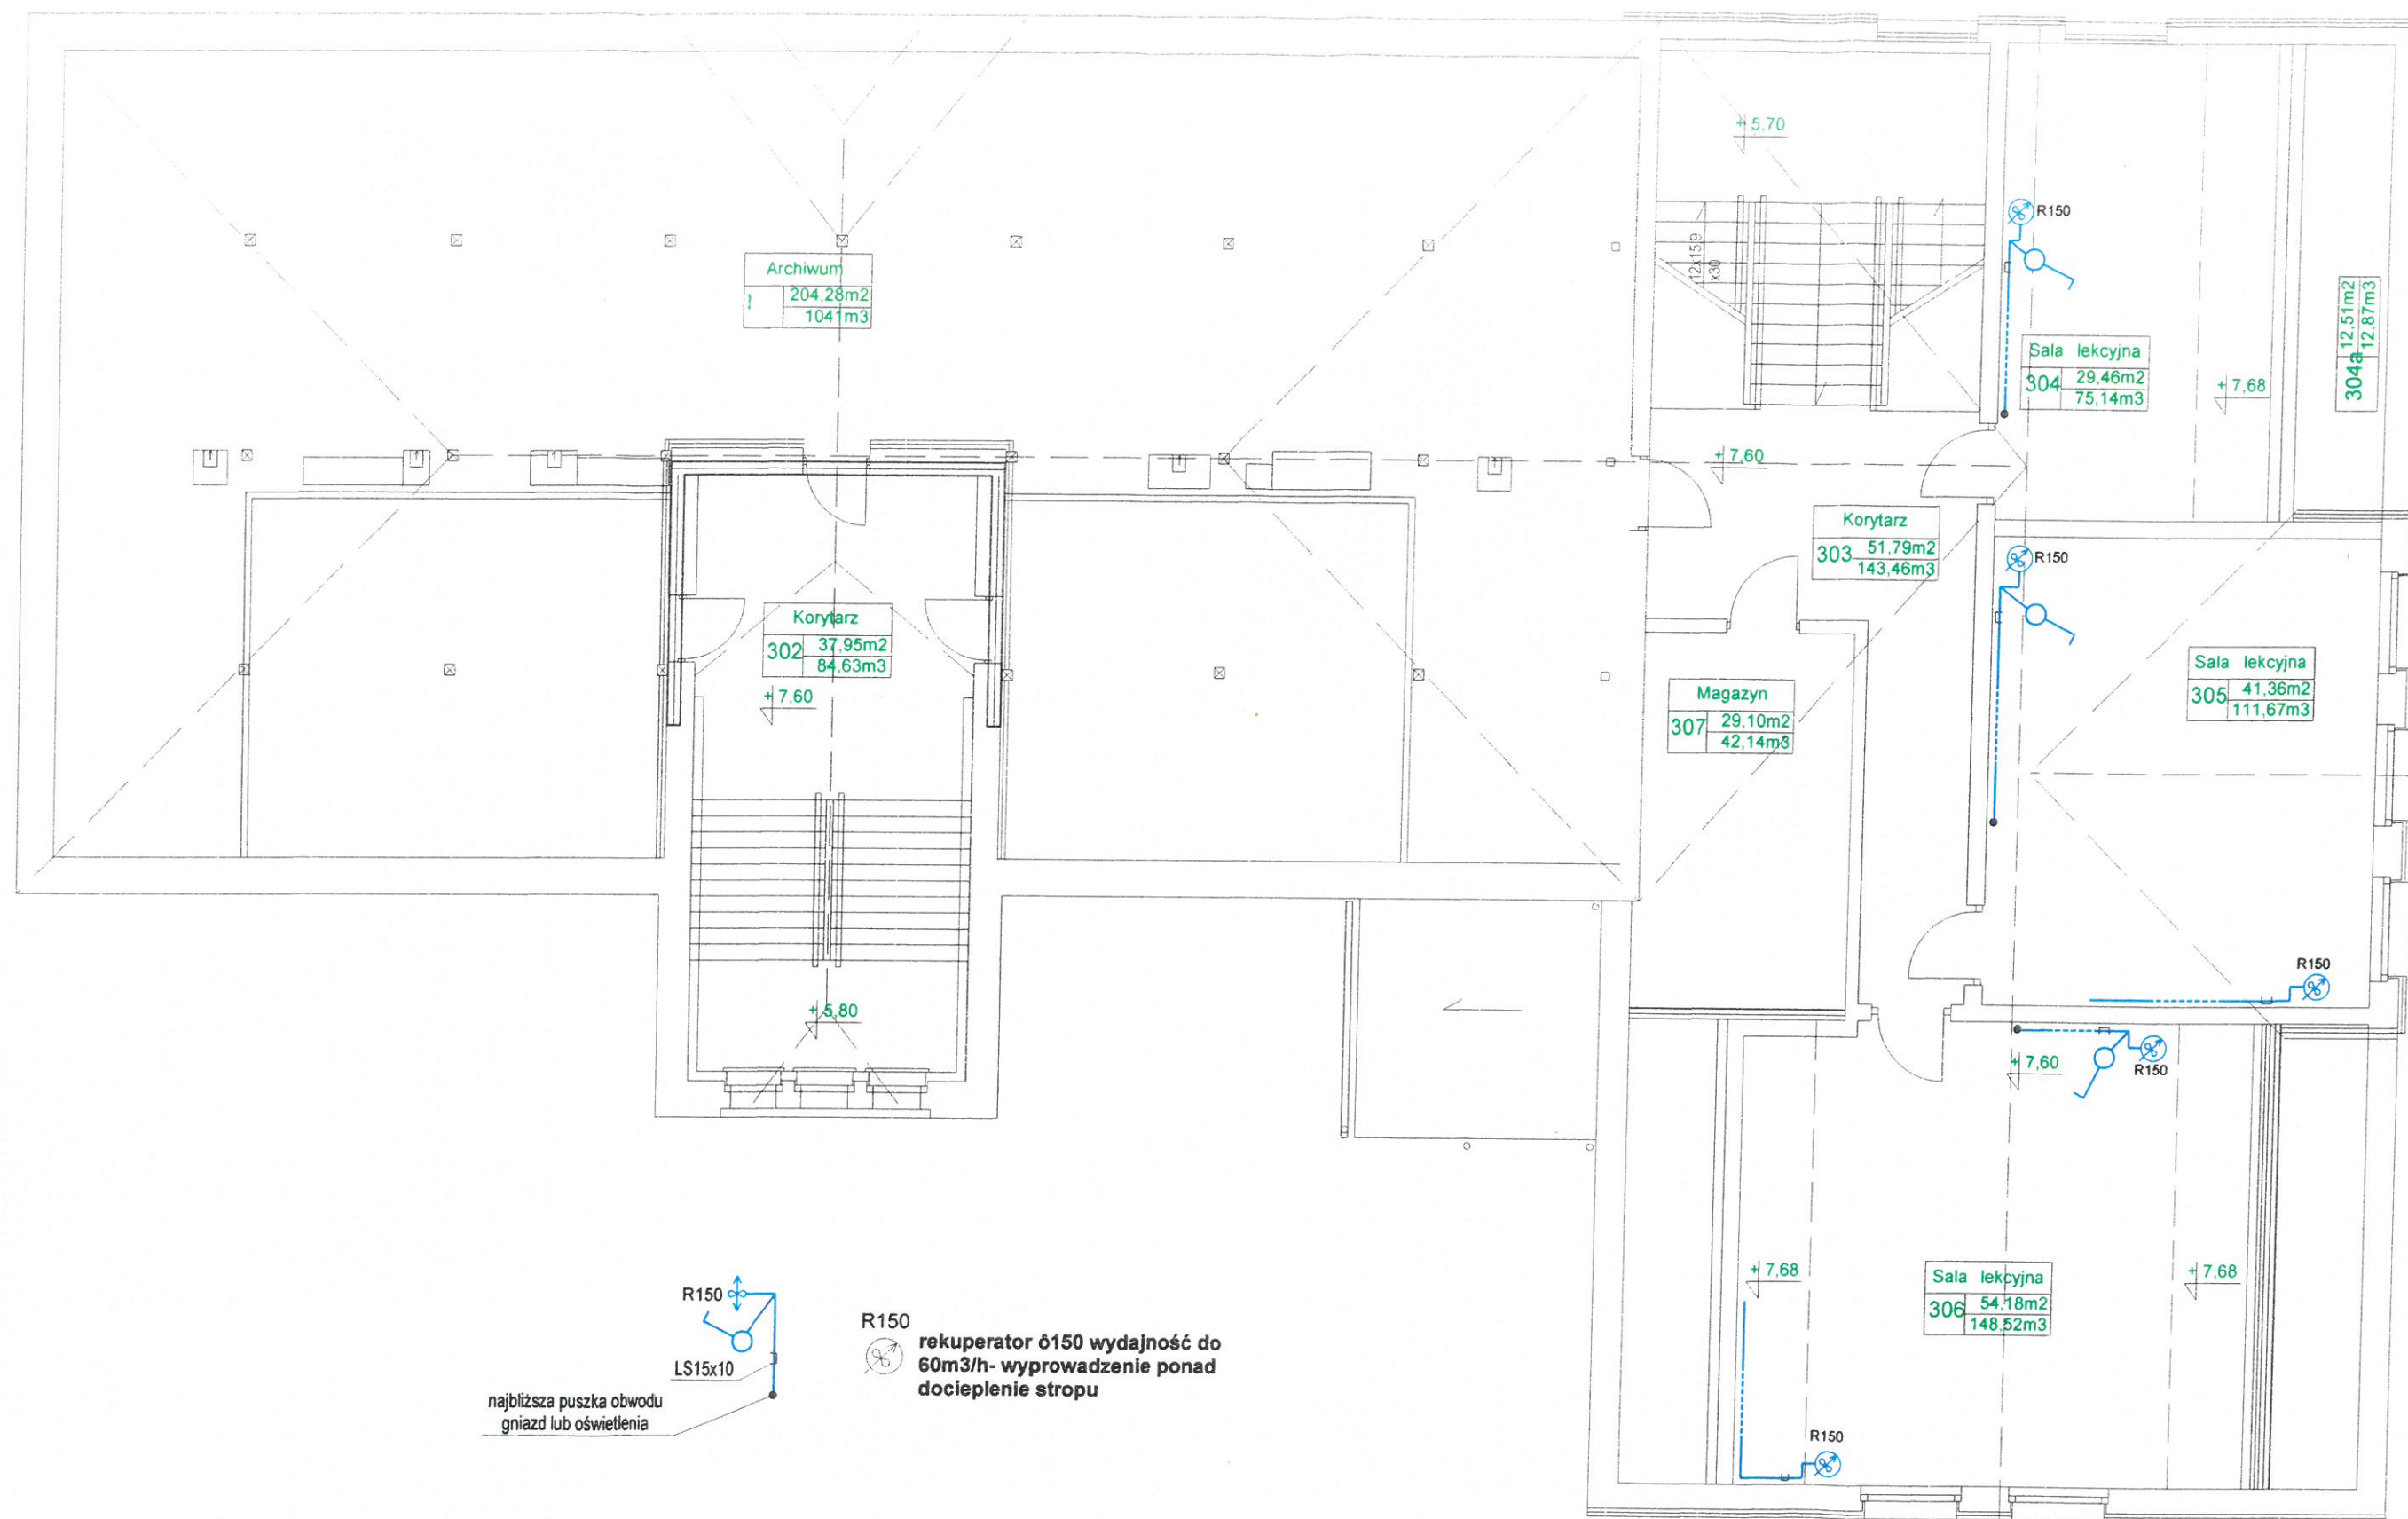 + 5,70
R150
12x15,9
x30
Archiwum
204,28m2
1041m3
Sala lekcyjna
304 29,46m2
75,14m3
+ 7,68
304a 12,51m2
12,87m3
+ 7,60
Korytarz
303 51,79m2
143,46m3
R150
Korytarz
302 37,95m2
84,63m3
+ 7,60
Sala lekcyjna
305 41,36m2
111,67m3
Magazyn
307 29,10m2
42,14m3
R150
+ 5,80
+ 7,60
R150
+ 7,68
Sala lekcyjna
306 54,18m2
148,52m3
+ 7,68
R150
R150
LS15x10
najbliższa puszka obwodu
gniazd lub oświetlenia
R150
rekuperator ô150 wydajność do
60m3/h- wyprowadzenie ponad
docieplenie stropu